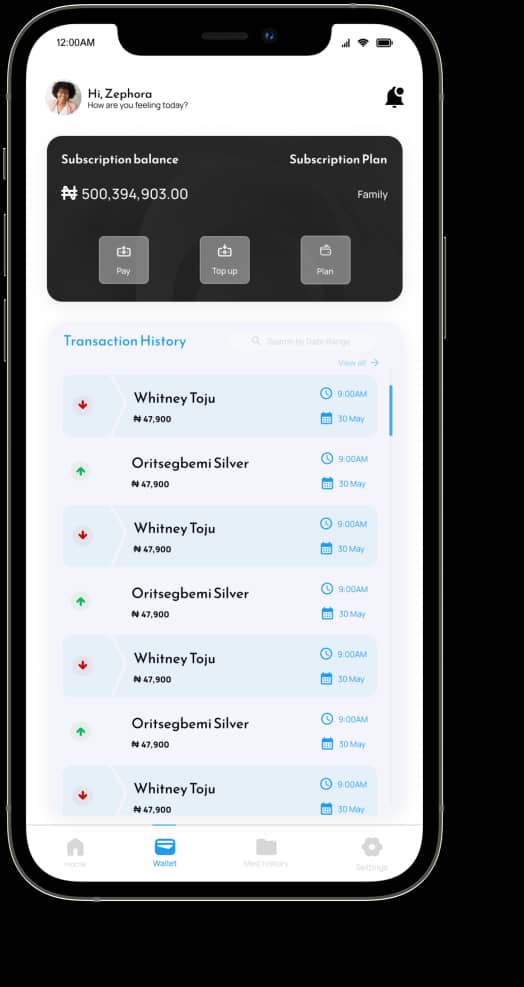 12:00AM
Hi, Zephora
How are you feeling today?
Subscription balance
Subscription Plan
₦ 500,394,903.00
Family
Pay
Top up
Plan
Transaction History
Search by Date Range
View all
Whitney Toju
9:00AM
₦ 47,900
30 May
Oritsegbemi Silver
9:00AM
₦ 47,900
30 May
Whitney Toju
9:00AM
₦ 47,900
30 May
Oritsegbemi Silver
9:00AM
₦ 47,900
30 May
Whitney Toju
9:00AM
₦ 47,900
30 May
Oritsegbemi Silver
9:00AM
₦ 47,900
30 May
Whitney Toju
9:00AM
₦ 47,900
30 May
Home
Wallet
Med History
Settings